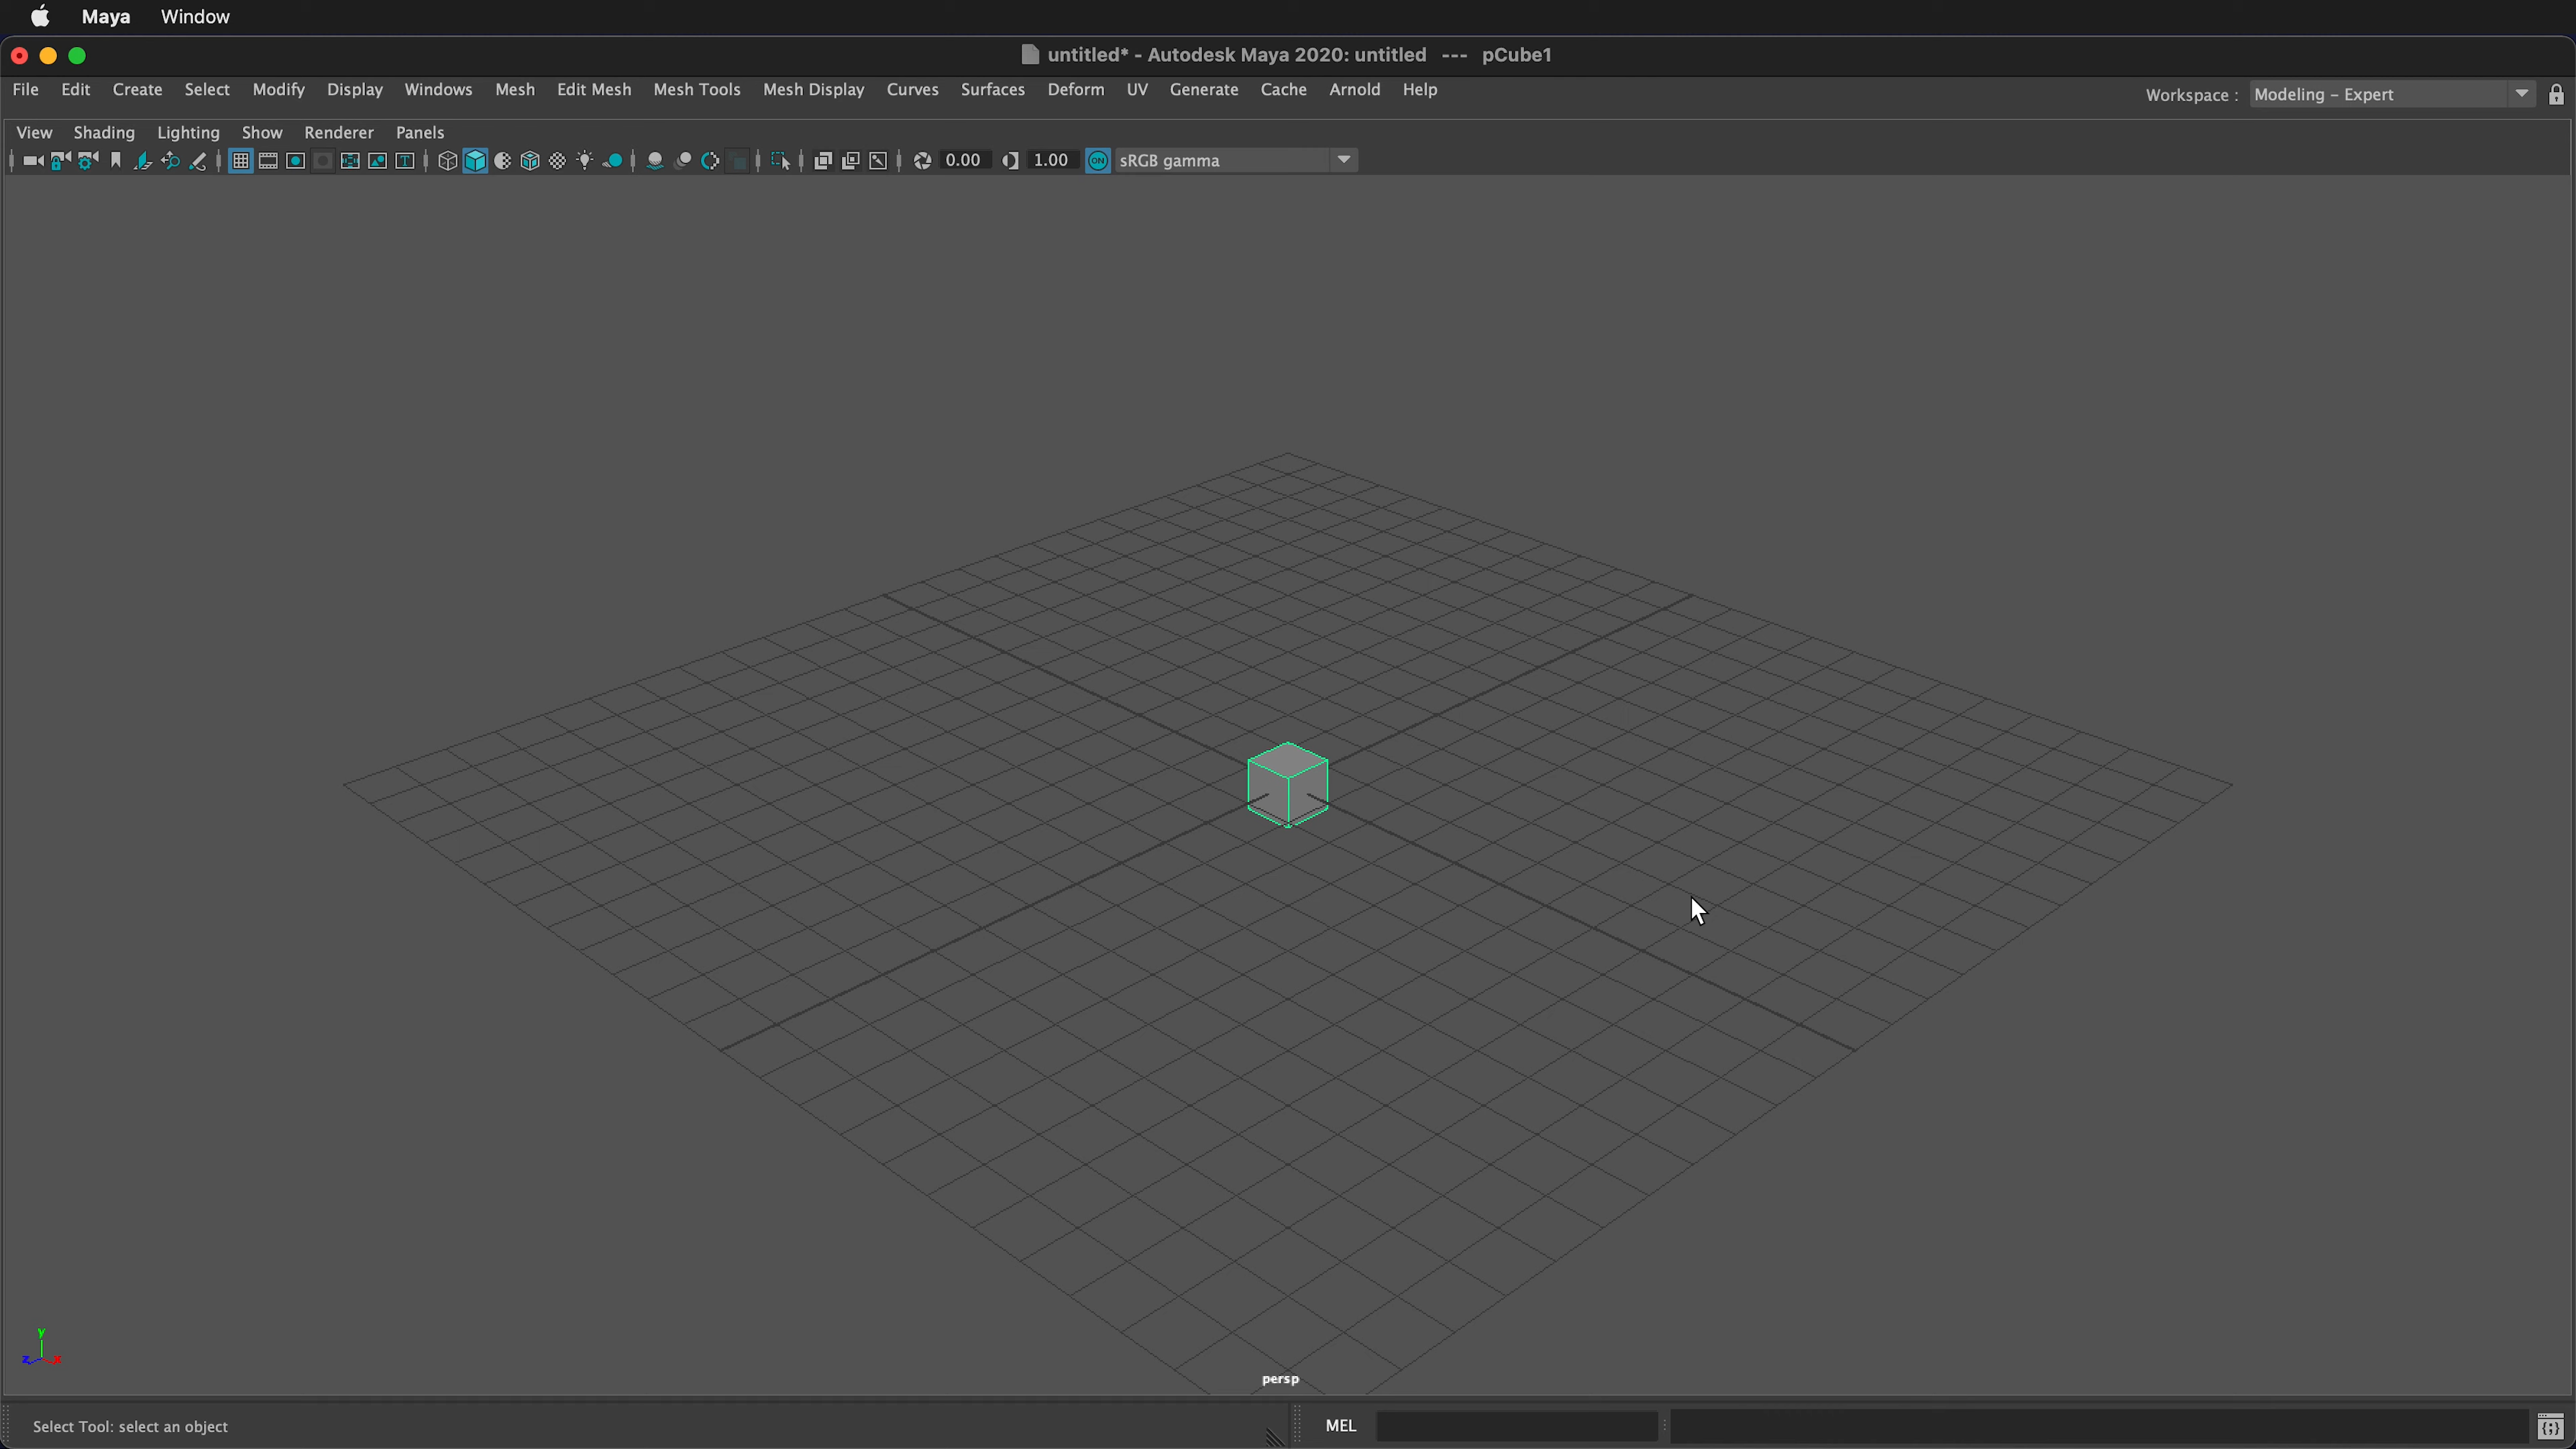 Maya Window
untitled* - Autodesk Maya 2020: untitled --- pCube1
File Edit Create Select Modify Display Windows Mesh Edit Mesh Mesh Tools Mesh Display Curves Surfaces Deform UV Generate Cache Arnold Help Workspace : Modeling – Expert
View Shading Lighting Show Renderer Panels
T 0.00 1.00 ON sRGB gamma
y
z x
persp
Select Tool: select an object MEL